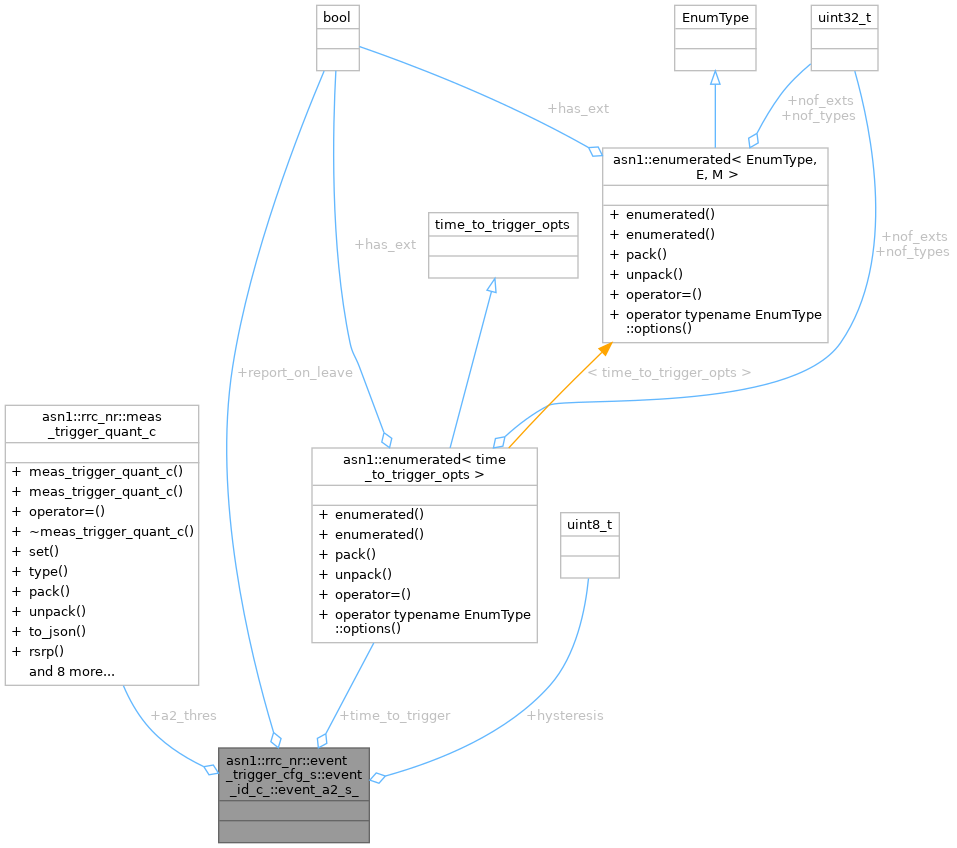 bool
EnumType
uint32_t
+has_ext
+nof_exts
+nof_types
asn1::enumerated< EnumType,
E, M >
+ enumerated()
+ enumerated()
+ pack()
+ unpack()
+ operator=()
+ operator typename EnumType
::options()
time_to_trigger_opts
+has_ext
+nof_exts
+nof_types
+report_on_leave
< time_to_trigger_opts >
asn1::rrc_nr::meas
_trigger_quant_c
+ meas_trigger_quant_c()
+ meas_trigger_quant_c()
+ operator=()
+ ~meas_trigger_quant_c()
+ set()
+ type()
+ pack()
+ unpack()
+ to_json()
+ rsrp()
and 8 more...
asn1::enumerated< time
_to_trigger_opts >
+ enumerated()
+ enumerated()
+ pack()
+ unpack()
+ operator=()
+ operator typename EnumType
::options()
uint8_t
+a2_thres
+time_to_trigger
+hysteresis
asn1::rrc_nr::event
_trigger_cfg_s::event
_id_c_::event_a2_s_